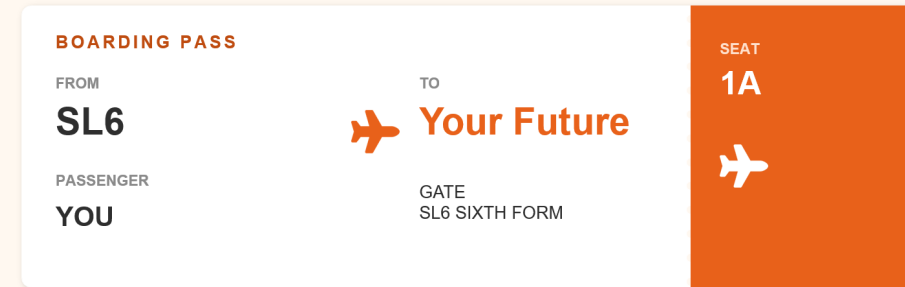 BOARDING PASS
FROM
SL6
PASSENGER
YOU
TO
Your Future
GATE
SL6 SIXTH FORM
SEAT
1A